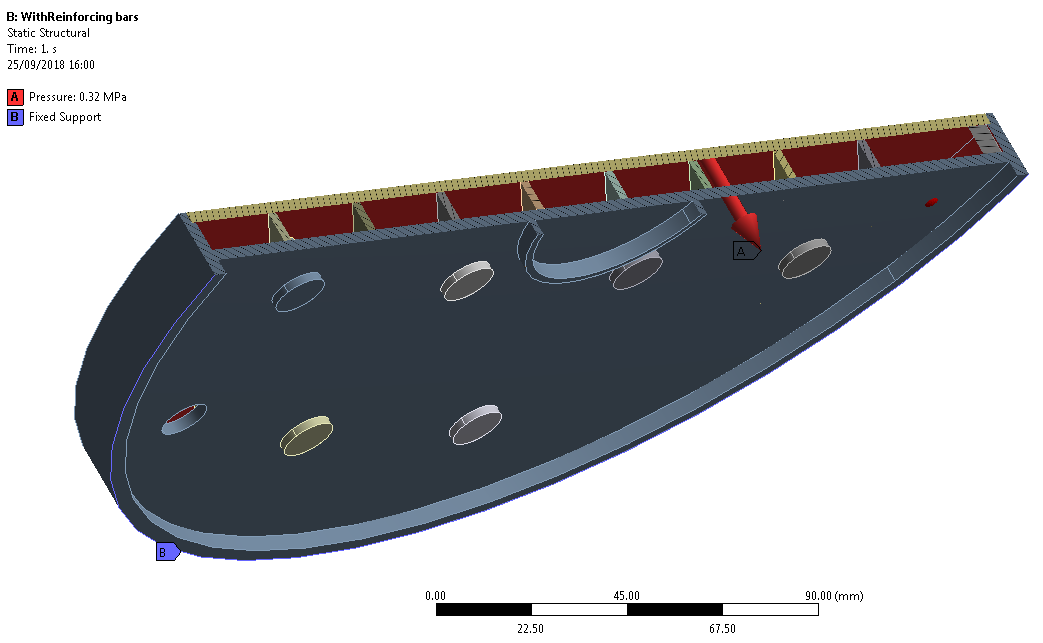 B: WithReinforcing bars
Static Structural
Time: 1. s
25/09/2018 16:00
A Pressure: 0.32 MPa
B Fixed Support
A
B
0.00 45.00 90.00 (mm)
22.50 67.50